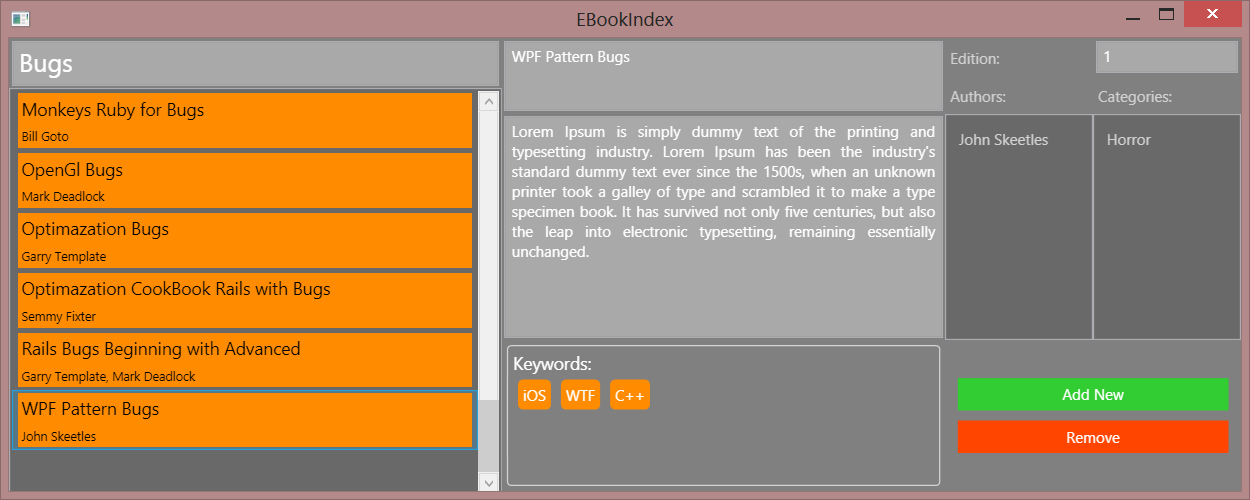 EBookIndex
Bugs
Monkeys Ruby for Bugs
Bill Goto
OpenGl Bugs
Mark Deadlock
Optimazation Bugs
Garry Template
Optimazation CookBook Rails with Bugs
Semmy Fixter
Rails Bugs Beginning with Advanced
Garry Template, Mark Deadlock
WPF Pattern Bugs
John Skeetles
WPF Pattern Bugs
Lorem Ipsum is simply dummy text of the printing and
typesetting industry. Lorem Ipsum has been the industry's
standard dummy text ever since the 1500s, when an unknown
printer took a galley of type and scrambled it to make a type
specimen book. It has survived not only five centuries, but also
the leap into electronic typesetting, remaining essentially
unchanged.
Keywords:
iOS WTF C++
Edition: 1
Authors: Categories:
John Skeetles Horror
Add New
Remove